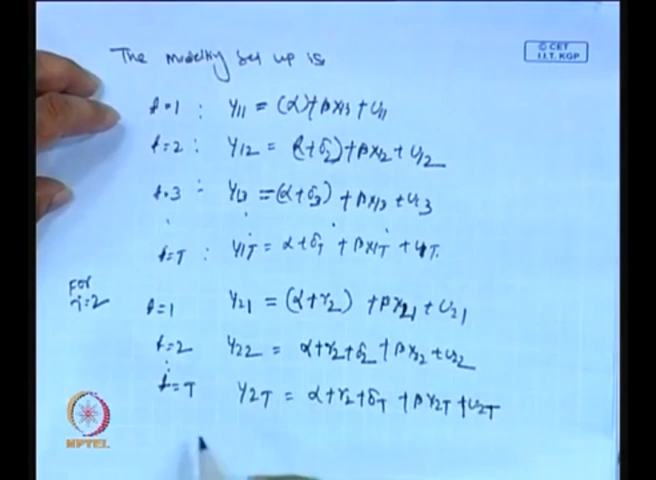 The modelling set up is
© CET
I.I.T. KGP
t=1 : Y11 = (α)+βX13+U11
t=2 : Y12 = (α+δ2)+βX12+U12
t=3 : Y13 = (α+δ3)+βX13+U13
t=T : Y1T = α+δT+βX1T+U1T.
For
i=2
t=1 Y21 = (α+γ2)+βX21+U21
t=2 Y22 = α+γ2+δ2+βX22+U22
t=T Y2T = α+γ2+δT+βX2T+U2T
NPTEL